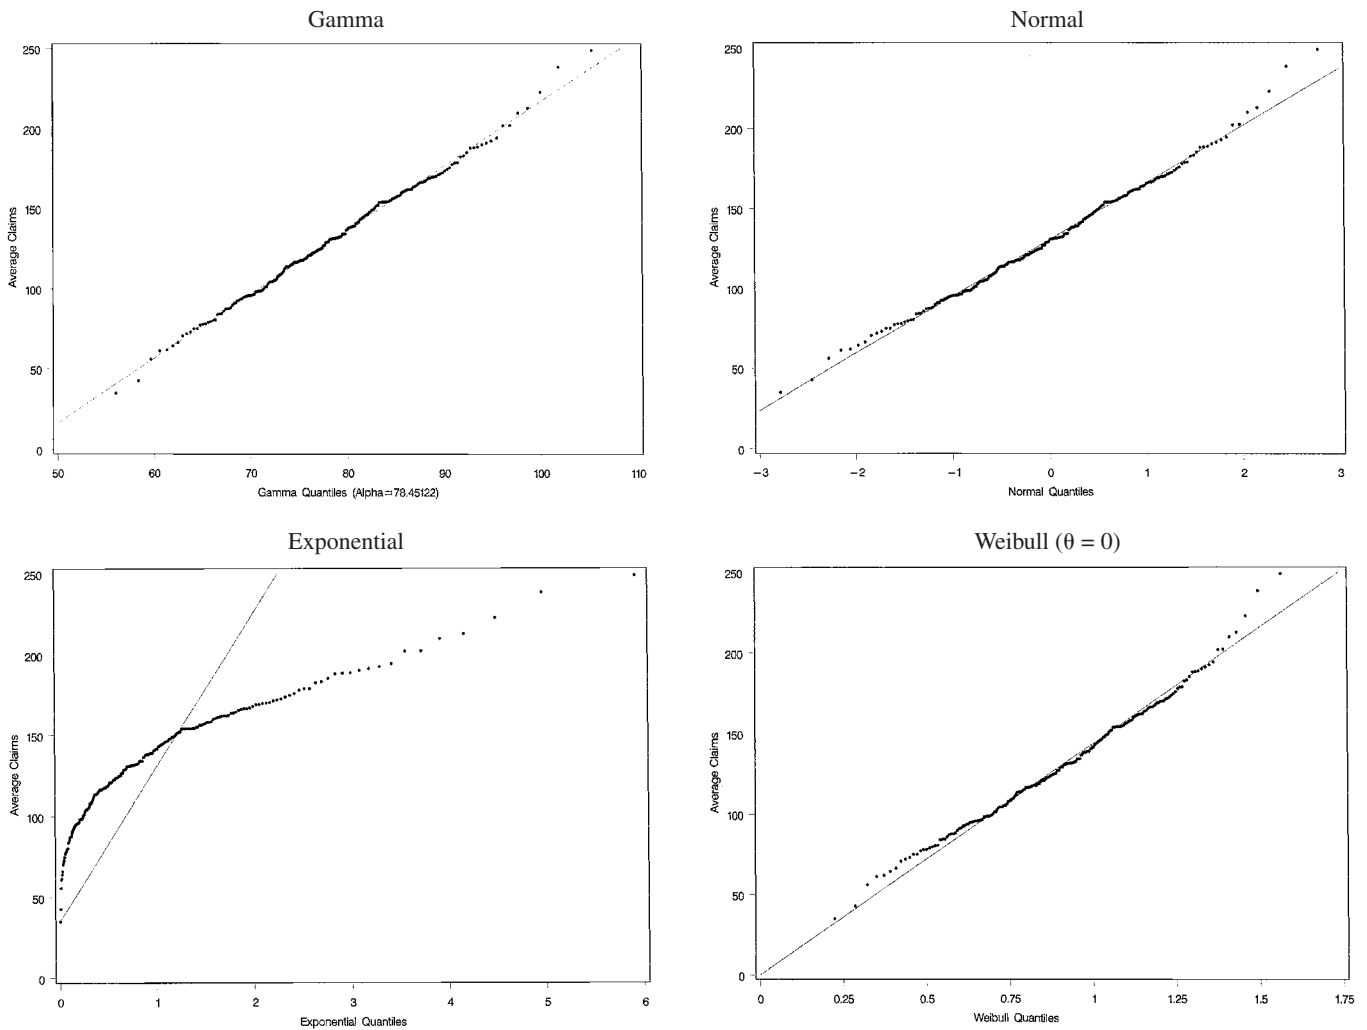 Gamma
250
200
150
100
50
0
Average Claims
50 60 70 80 90 100 110
Gamma Quantiles (Alpha=78.45122)
Normal
250
200
150
100
50
0
Average Claims
−3 −2 −1 0 1 2 3
Normal Quantiles
Exponential
250
200
150
100
50
0
Average Claims
0 1 2 3 4 5 6
Exponential Quantiles
Weibull (θ = 0)
250
200
150
100
50
0
Average Claims
0 0.25 0.5 0.75 1 1.25 1.5 1.75
Weibull Quantiles